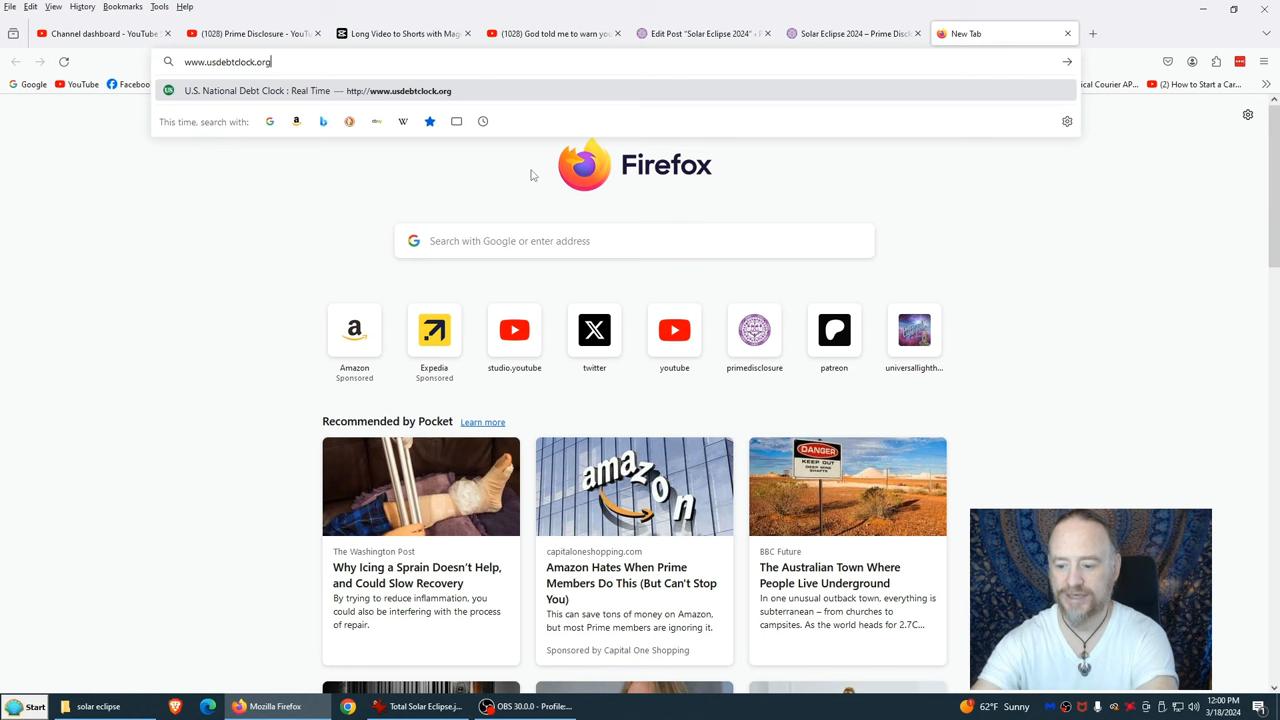 File Edit View History Bookmarks Tools Help
Channel dashboard - YouTube S
(1028) Prime Disclosure - YouTu
Long Video to Shorts with Mag
(1028) God told me to warn you
Edit Post "Solar Eclipse 2024" ‹ P
Solar Eclipse 2024 – Prime Discl
New Tab
www.usdebtclock.org
Google YouTube Faceboo
ical Courier AP... How to Start a Car...
U.S. National Debt Clock : Real Time — http://www.usdebtclock.org
This time, search with:
Firefox
Search with Google or enter address
Amazon
Sponsored
Expedia
Sponsored
studio.youtube
twitter
youtube
primedisclosure
patreon
universallighth...
Recommended by Pocket Learn more
amazon
DANGER
KEEP OUT
DEEP MINE
SHAFTS
The Washington Post
Why Icing a Sprain Doesn't Help,
and Could Slow Recovery
By trying to reduce inflammation, you
could also be interfering with the process
of repair.
capitaloneshopping.com
Amazon Hates When Prime
Members Do This (But Can't Stop
You)
This can save tons of money on Amazon,
but most Prime members are ignoring it.
Sponsored by Capital One Shopping
BBC Future
The Australian Town Where
People Live Underground
In one unusual outback town, everything is
subterranean – from churches to
campsites. As the world heads for 2.7C...
Start
solar eclipse
Mozilla Firefox
Total Solar Eclipse.j...
OBS 30.0.0 - Profile:...
62°F Sunny
12:00 PM
3/18/2024